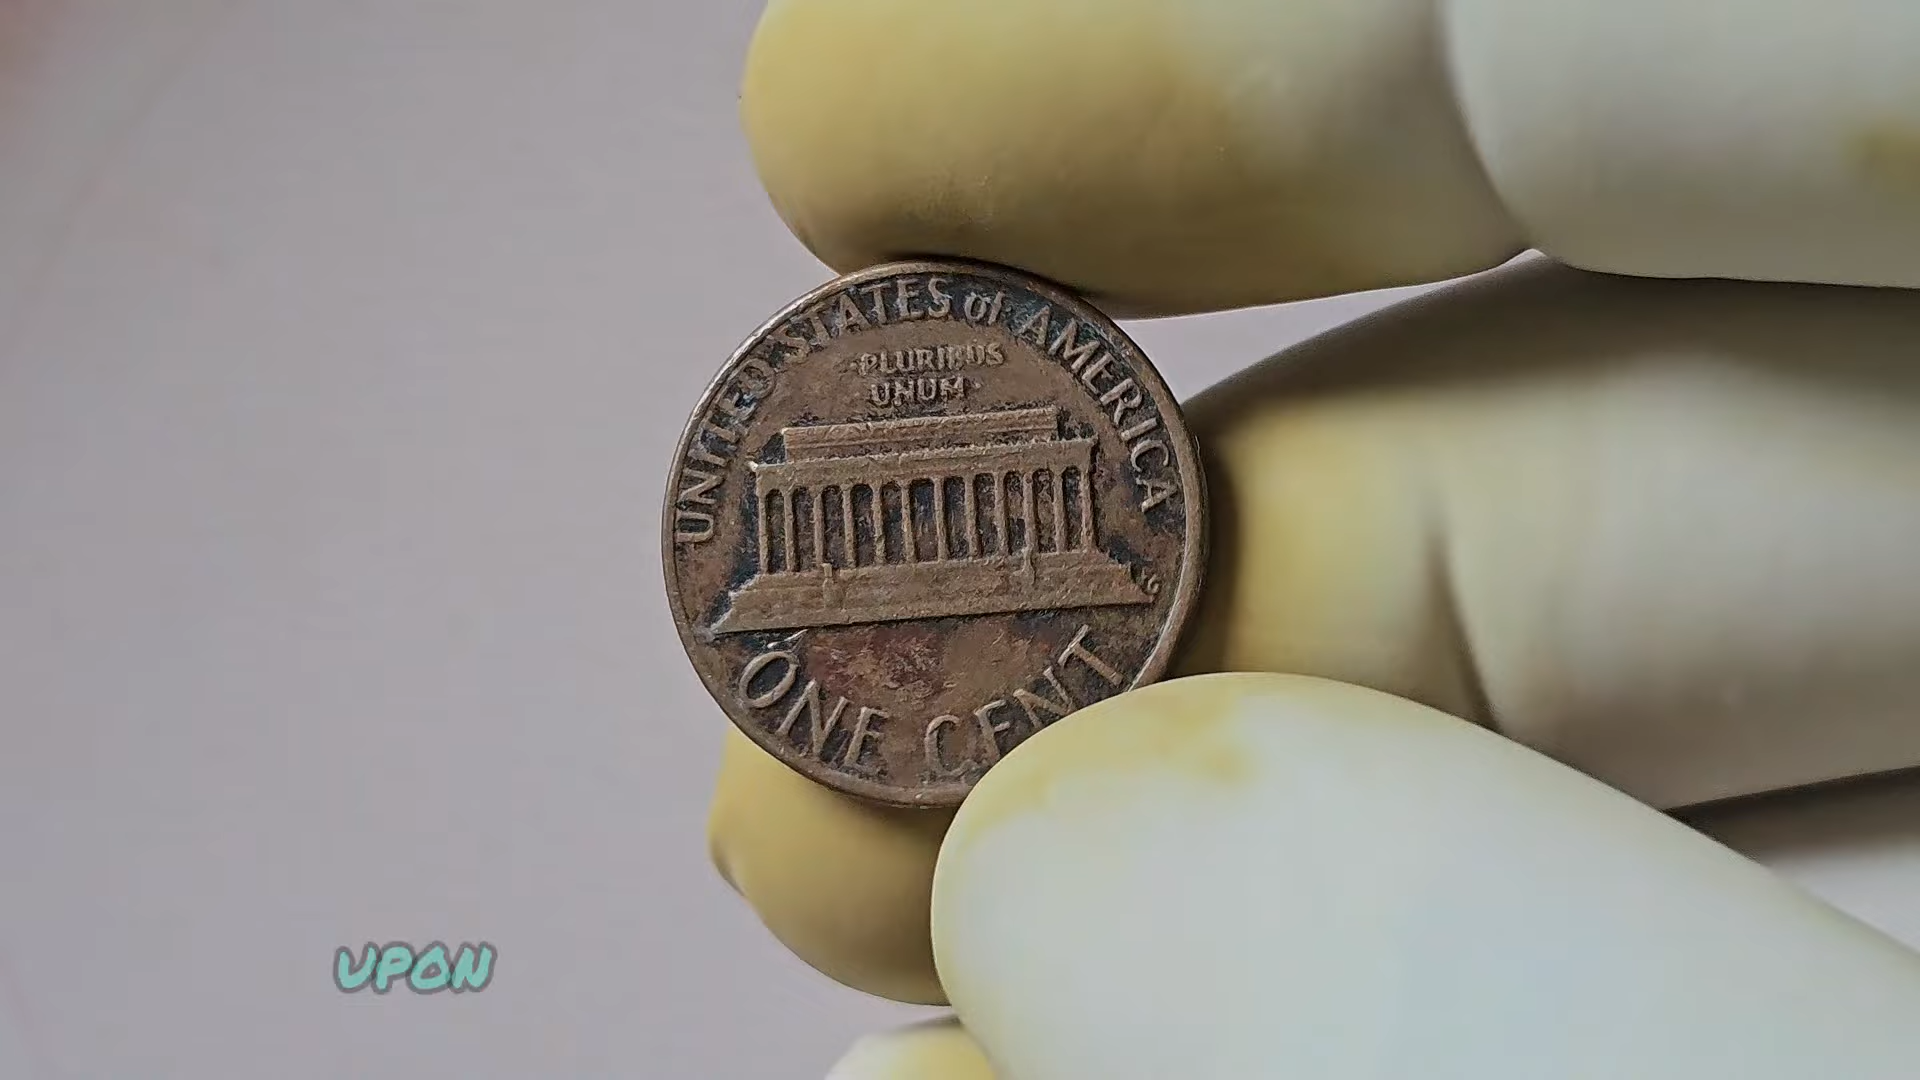 UNITED STATES of AMERICA
PLURIBUS
UNUM
ONE CENT
UPON